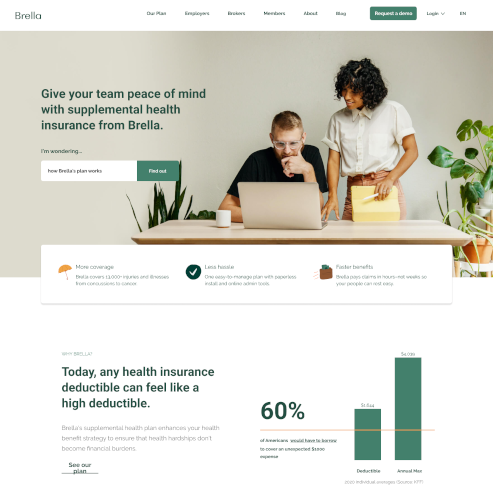 Brella
Our Plan
Employers
Brokers
Members
About
Blog
Request a demo
Login
EN
Give your team peace of mind
with supplemental health
insurance from Brella.
I'm wondering...
how Brella's plan works
Find out
More coverage
Brella covers 13,000+ injuries and illnesses
from concussions to cancer.
Less hassle
One easy-to-manage plan with paperless
install and online admin tools.
Faster benefits
Brella pays claims in hours–not weeks so
your people can rest easy.
WHY BRELLA?
Today, any health insurance
deductible can feel like a
high deductible.
Brella's supplemental health plan enhances your health
benefit strategy to ensure that health hardships don't
become financial burdens.
See our
plan
60%
of Americans would have to borrow
to cover an unexpected $1000
expense
Deductible
Annual Max
individual averages (Source: KFF)